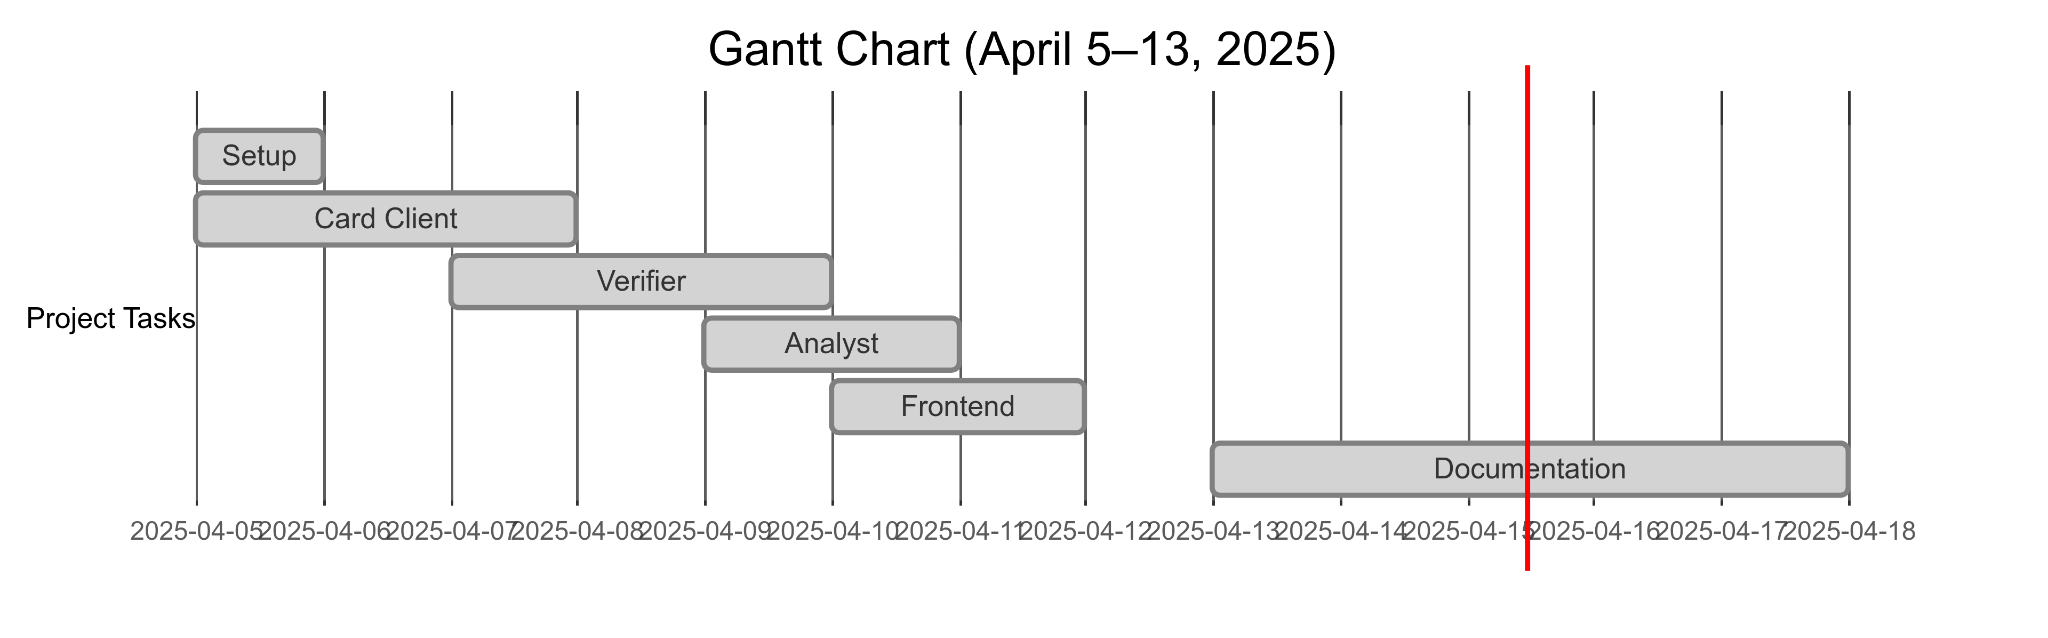 Gantt Chart (April 5–13, 2025)
Setup
Card Client
Verifier
Project Tasks
Analyst
Frontend
Documentation
2025-04-05
2025-04-06
2025-04-07
2025-04-08
2025-04-09
2025-04-10
2025-04-11
2025-04-12
2025-04-13
2025-04-14
2025-04-15
2025-04-16
2025-04-17
2025-04-18